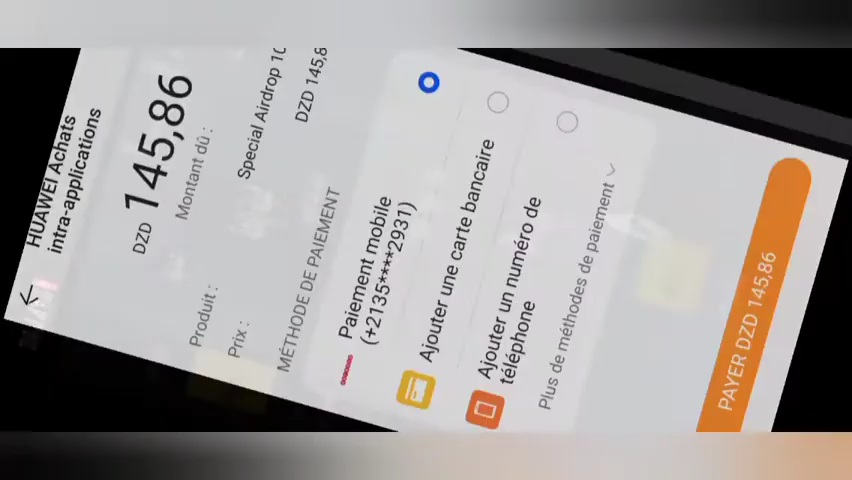 HUAWEI Achats
intra-applications
DZD 145,86
Montant dû :
Produit :
Special Airdrop 10
Prix :
DZD 145,8
MÉTHODE DE PAIEMENT
ooredoo
Paiement mobile
(+2135****2931)
Ajouter une carte bancaire
Ajouter un numéro de
téléphone
Plus de méthodes de paiement
PAYER DZD 145,86